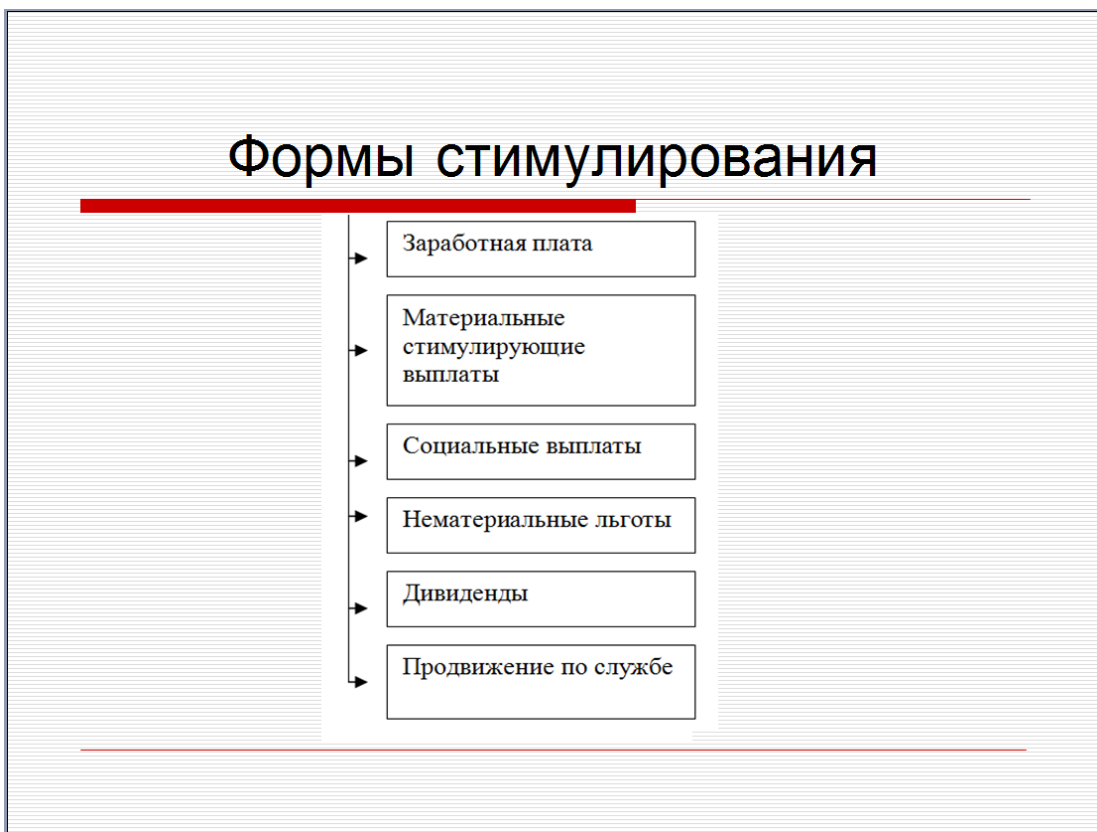 Формы стимулирования
Заработная плата
Материальные
стимулирующие
выплаты
Социальные выплаты
Нематериальные льготы
Дивиденды
Продвижение по службе